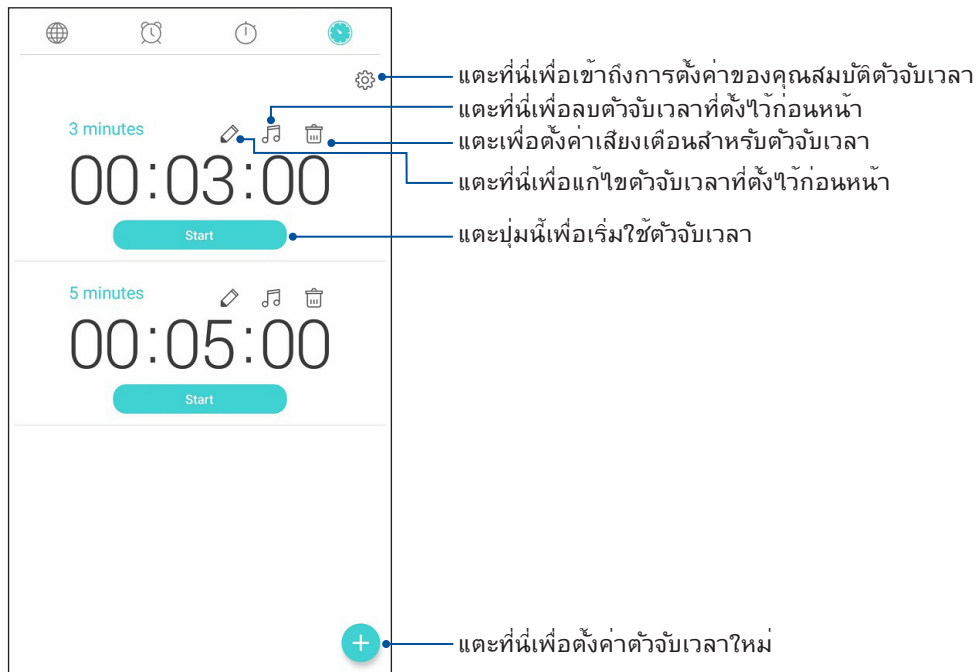 แตะที่นี่เพื่อเข้าถึงการตั้งค่าของคุณสมบัติตัวจับเวลา
แตะที่นี่เพื่อลบตัวจับเวลาที่ตั้งไว้ก่อนหน้า
3 minutes
แตะเพื่อตั้งค่าเสียงเตือนสำหรับตัวจับเวลา
00:03:00
แตะที่นี่เพื่อแก้ไขตัวจับเวลาที่ตั้งไว้ก่อนหน้า
Start
แตะปุ่มนี้เพื่อเริ่มใช้ตัวจับเวลา
5 minutes
00:05:00
Start
แตะที่นี่เพื่อตั้งค่าตัวจับเวลาใหม่